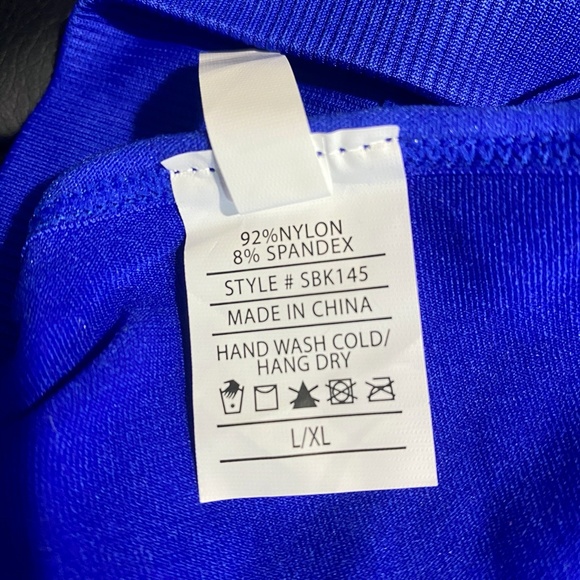 92%NYLON
8% SPANDEX
STYLE # SBK145
MADE IN CHINA
HAND WASH COLD/
HANG DRY
L/XL